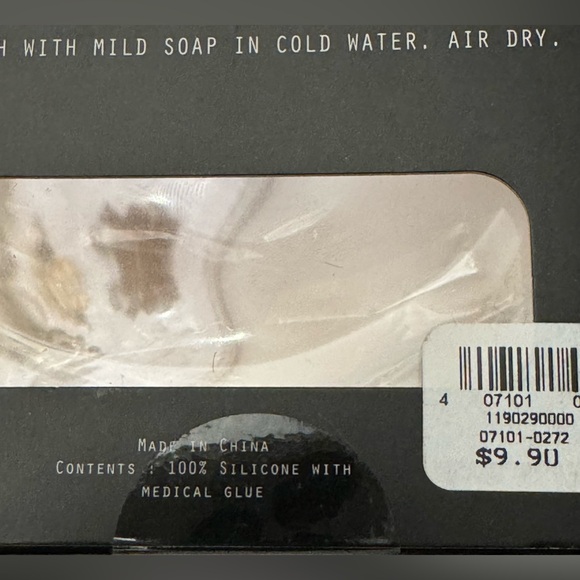 WITH MILD SOAP IN COLD WATER. AIR DRY.
4 07101
1190290000
07101-0272
$9.90
MADE IN CHINA
CONTENTS : 100% SILICONE WITH
MEDICAL GLUE